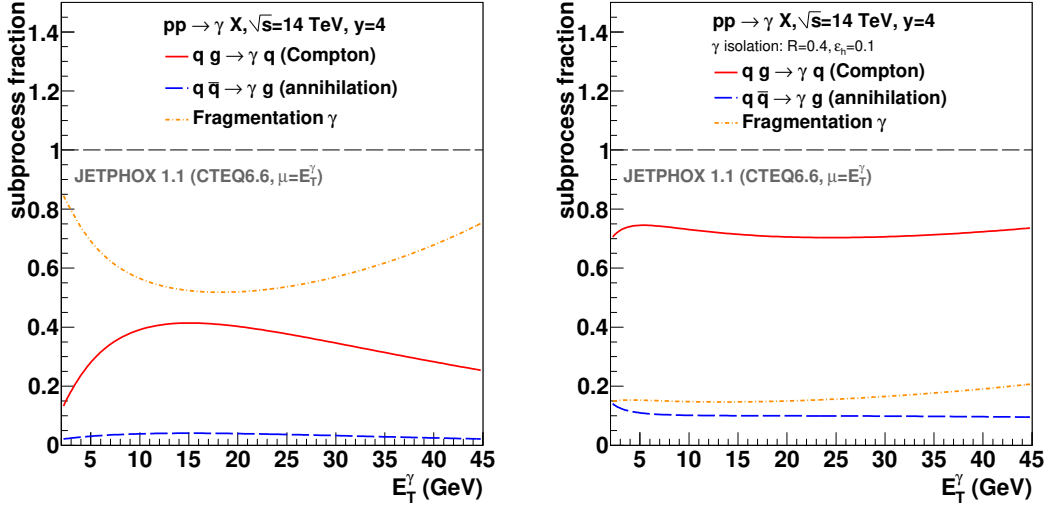 pp → γ X, √s=14 TeV, y=4
q g → γ q (Compton)
q q̅ → γ g (annihilation)
Fragmentation γ
JETPHOX 1.1 (CTEQ6.6, μ=E_T^γ)
subprocess fraction
1.4
1.2
1
0.8
0.6
0.4
0.2
0
5 10 15 20 25 30 35 40 45
E_T^γ (GeV)
pp → γ X, √s=14 TeV, y=4
γ isolation: R=0.4, ε_h=0.1
q g → γ q (Compton)
q q̅ → γ g (annihilation)
Fragmentation γ
JETPHOX 1.1 (CTEQ6.6, μ=E_T^γ)
subprocess fraction
1.4
1.2
1
0.8
0.6
0.4
0.2
0
5 10 15 20 25 30 35 40 45
E_T^γ (GeV)